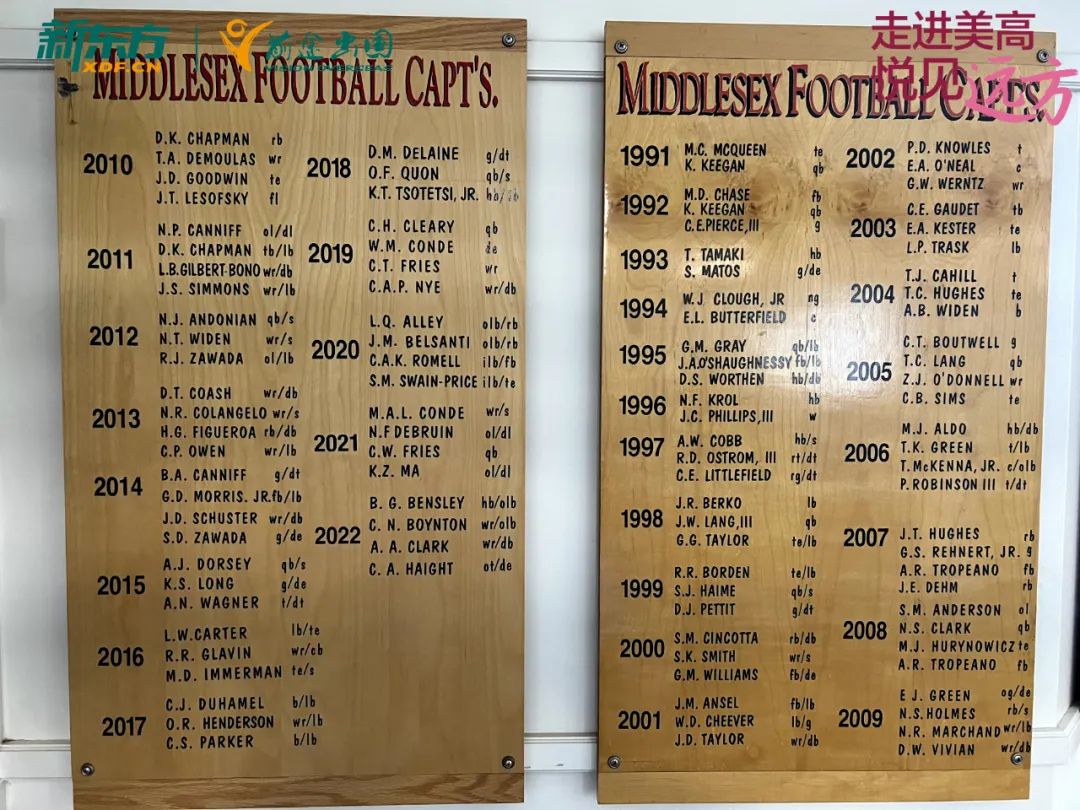 新东方
XDF.CN
前途出国
VISION OVERSEAS
走进美高
悦见远方
MIDDLESEX FOOTBALL CAPT'S.
2010
D.K. CHAPMAN rb
T.A. DEMOULAS wr
J.D. GOODWIN te
J.T. LESOFSKY fl
2011
N.P. CANNIFF ol/dl
D.K. CHAPMAN tb/lb
L.B.GILBERT-BONO wr/db
J.S. SIMMONS wr/lb
2012
N.J. ANDONIAN qb/s
N.T. WIDEN wr/s
R.J. ZAWADA ol/lb
2013
D.T. COASH wr/db
N.R. COLANGELO wr/s
H.G. FIGUEROA rb/db
C.P. OWEN wr/lb
2014
B.A. CANNIFF g/dt
G.D. MORRIS. JR. fb/lb
J.D. SCHUSTER wr/db
S.D. ZAWADA g/de
2015
A.J. DORSEY qb/s
K.S. LONG g/de
A.N. WAGNER t/dt
2016
L.W.CARTER lb/te
R.R. GLAVIN wr/cb
M.D. IMMERMAN te/s
2017
C.J. DUHAMEL b/lb
O.R. HENDERSON wr/lb
C.S. PARKER b/lb
2018
D.M. DELAINE g/dt
O.F. QUON qb/s
K.T. TSOTETSI, JR.
2019
C.H. CLEARY qb
W.M. CONDE de
C.T. FRIES wr
C.A.P. NYE wr/db
2020
L.Q. ALLEY olb/rb
J.M. BELSANTI olb/rb
C.A.K. ROMELL ilb/fb
S.M. SWAIN-PRICE ilb/te
2021
M.A.L. CONDE wr/s
N.F DEBRUIN ol/dl
C.W. FRIES qb
K.Z. MA ol/dl
2022
B. G. BENSLEY hb/olb
C. N. BOYNTON wr/olb
A. A. CLARK wr/db
C. A. HAIGHT ot/de
MIDDLESEX FOOTBALL CAPT'S.
1991
M.C. MCQUEEN te
K. KEEGAN qb
1992
M.D. CHASE fb
K. KEEGAN qb
C.E.PIERCE,III g
1993
T. TAMAKI hb
S. MATOS g/de
1994
W.J CLOUGH, JR ng
E.L. BUTTERFIELD c
1995
G.M. GRAY qb/lb
J.A.O'SHAUGHNESSY fb/lb
D.S. WORTHEN hb/db
1996
N.F. KROL hb
J.C. PHILLIPS,III w
1997
A.W. COBB hb/s
R.D. OSTROM, III rt/dt
C.E. LITTLEFIELD rg/dt
1998
J.R. BERKO lb
J.W. LANG,III qb
G.G. TAYLOR te/lb
1999
R.R. BORDEN te/lb
S.J. HAIME qb/s
D.J. PETTIT g/dt
2000
S.M. CINCOTTA rb/db
S.K. SMITH wr/s
G.M. WILLIAMS fb/de
2001
J.M. ANSEL fb/lb
W.D. CHEEVER lb/g
J.D. TAYLOR wr/db
2002
P.D. KNOWLES t
E.A. O'NEAL c
G.W. WERNTZ wr
2003
C.E. GAUDET tb
E.A. KESTER te
L.P. TRASK lb
2004
T.J. CAHILL t
T.C. HUGHES te
A.B. WIDEN b
2005
C.T. BOUTWELL g
T.C. LANG qb
Z.J. O'DONNELL wr
C.B. SIMS te
2006
M.J. ALDO hb/db
T.K. GREEN t/lb
T.McKENNA, JR. c/olb
P.ROBINSON III t/dt
2007
J.T. HUGHES rb
G.S. REHNERT, JR. g
A.R. TROPEANO fb
J.E. DEHM rb
2008
S.M. ANDERSON ol
N.S. CLARK qb
M.J. HURYNOWICZ te
A.R. TROPEANO fb
2009
E J. GREEN og/de
N.S.HOLMES rb/s
N.R. MARCHAND wr/lb
D.W. VIVIAN wr/db